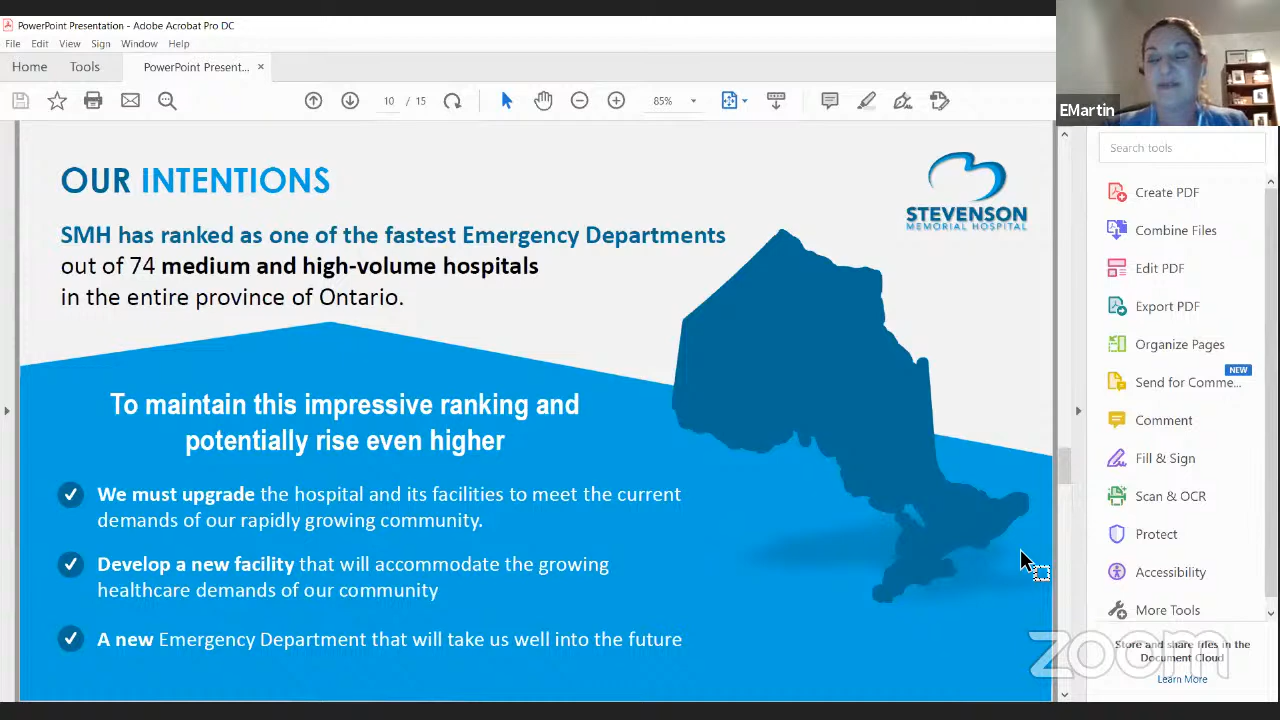 PowerPoint Presentation - Adobe Acrobat Pro DC
File Edit View Sign Window Help
Home Tools PowerPoint Present... ×
10 / 15 85%
EMartin
OUR INTENTIONS
STEVENSON
MEMORIAL HOSPITAL
SMH has ranked as one of the fastest Emergency Departments
out of 74 medium and high-volume hospitals
in the entire province of Ontario.
To maintain this impressive ranking and
potentially rise even higher
We must upgrade the hospital and its facilities to meet the current
demands of our rapidly growing community.
Develop a new facility that will accommodate the growing
healthcare demands of our community
A new Emergency Department that will take us well into the future
Search tools
Create PDF
Combine Files
Edit PDF
Export PDF
Organize Pages
NEW
Send for Comme...
Comment
Fill & Sign
Scan & OCR
Protect
Accessibility
More Tools
Store and share files in the
Document Cloud
Learn More
zoom